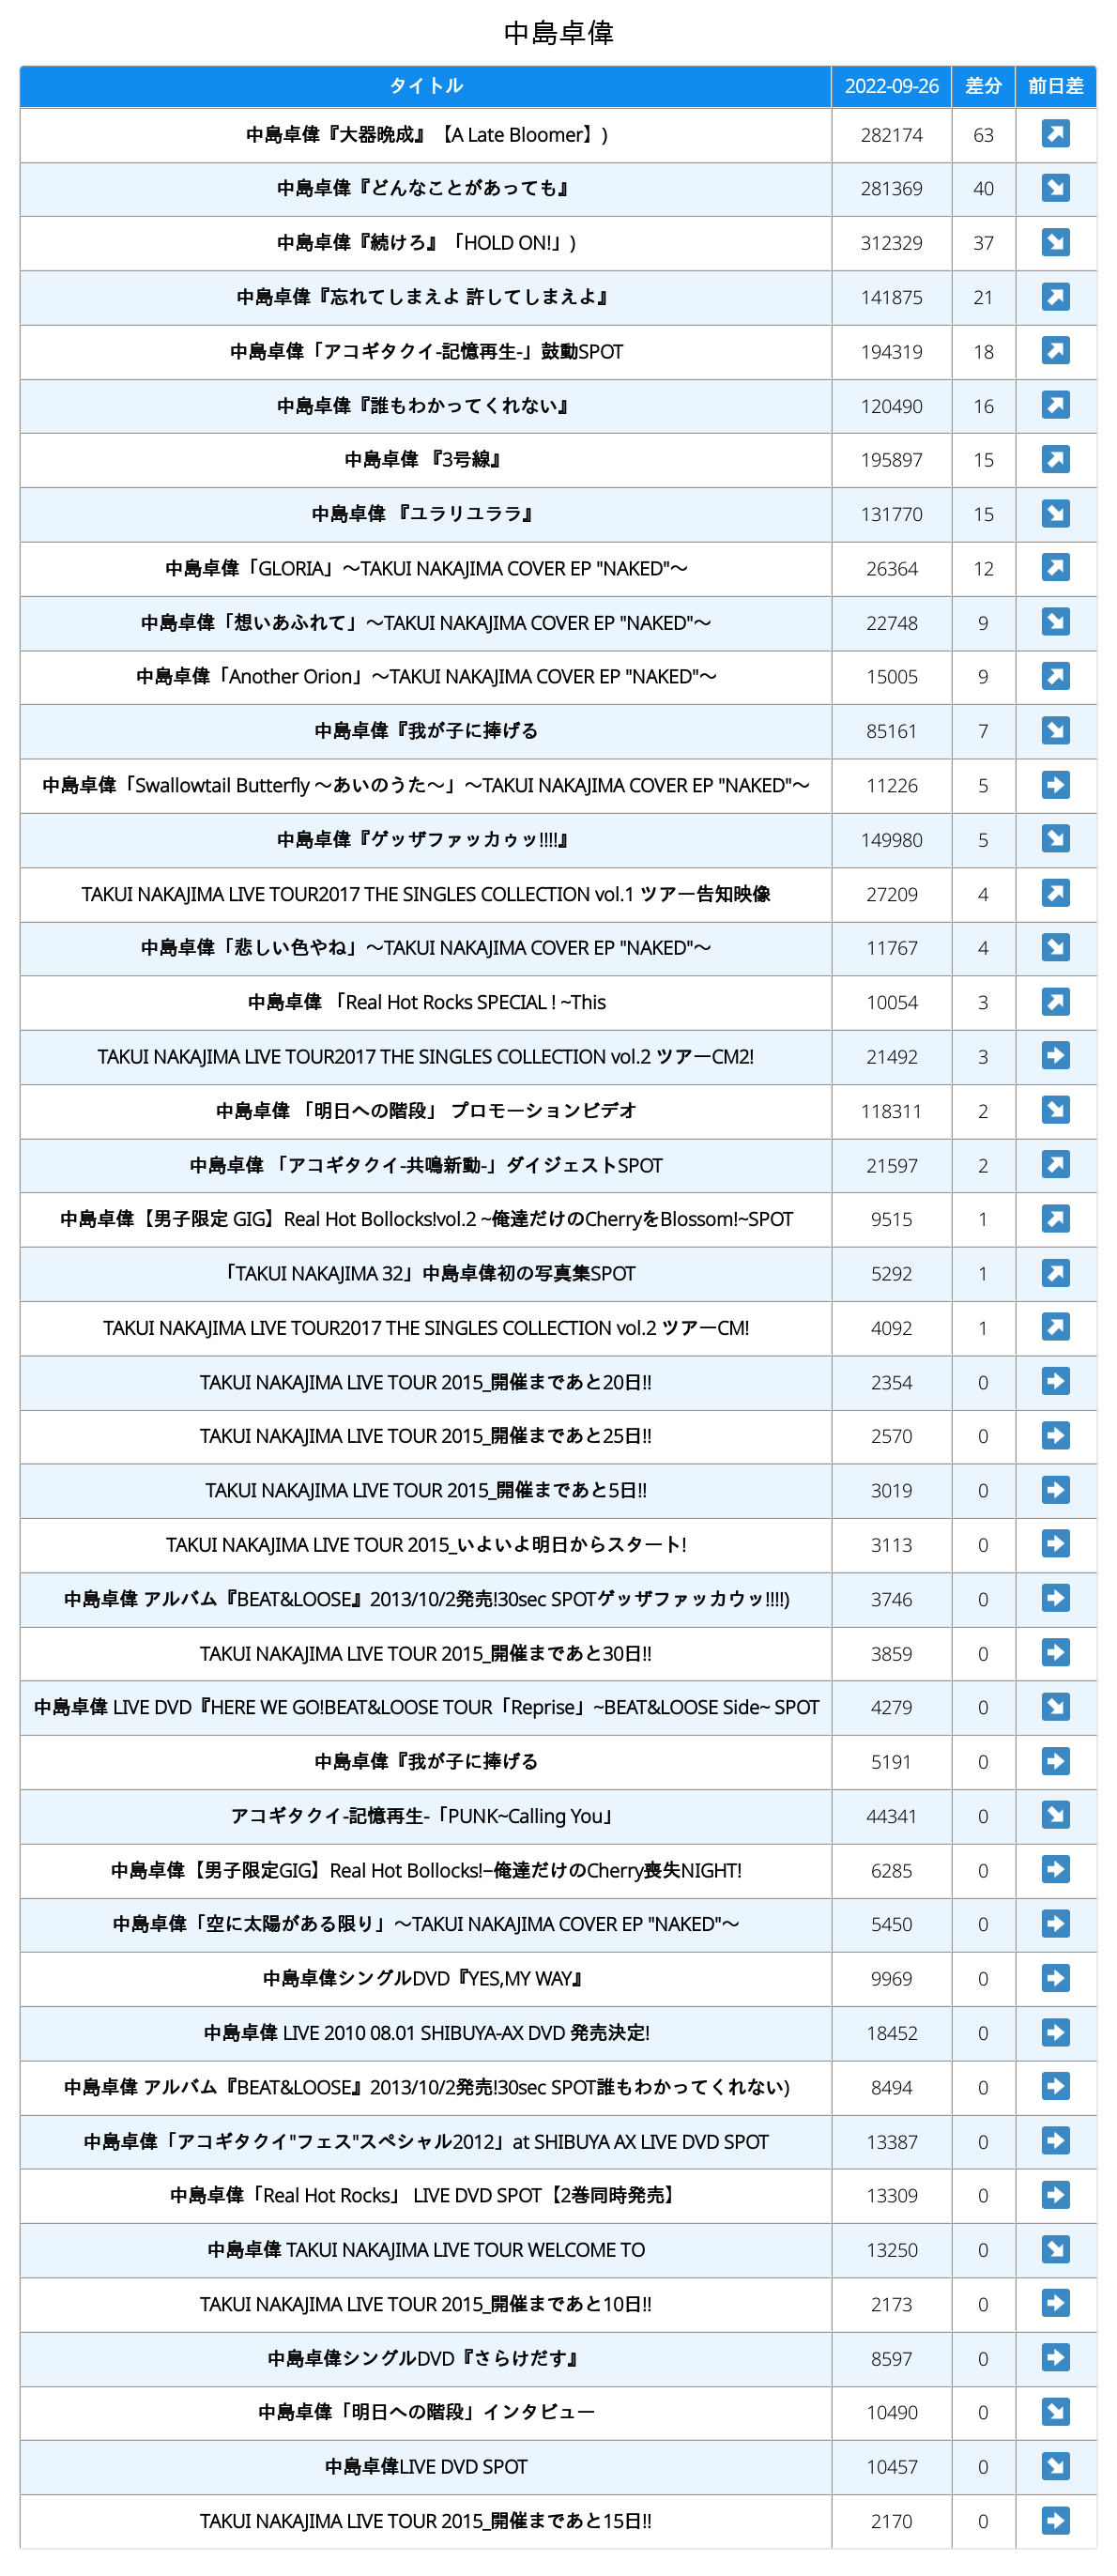 中島卓偉
タイトル 2022-09-26 差分 前日差
中島卓偉『大器晩成』【A Late Bloomer】) 282174 63 ↗
中島卓偉『どんなことがあっても』 281369 40 ↘
中島卓偉『続けろ』「HOLD ON!」) 312329 37 ↘
中島卓偉『忘れてしまえよ 許してしまえよ』 141875 21 ↗
中島卓偉「アコギタクイ-記憶再生-」鼓動SPOT 194319 18 ↗
中島卓偉『誰もわかってくれない』 120490 16 ↗
中島卓偉 『3号線』 195897 15 ↗
中島卓偉 『ユラリユララ』 131770 15 ↘
中島卓偉「GLORIA」〜TAKUI NAKAJIMA COVER EP "NAKED"〜 26364 12 ↗
中島卓偉「想いあふれて」〜TAKUI NAKAJIMA COVER EP "NAKED"〜 22748 9 ↘
中島卓偉「Another Orion」〜TAKUI NAKAJIMA COVER EP "NAKED"〜 15005 9 ↗
中島卓偉『我が子に捧げる 85161 7 ↘
中島卓偉「Swallowtail Butterfly 〜あいのうた〜」〜TAKUI NAKAJIMA COVER EP "NAKED"〜 11226 5 ➡
中島卓偉『ゲッザファッカゥッ!!!!』 149980 5 ↘
TAKUI NAKAJIMA LIVE TOUR2017 THE SINGLES COLLECTION vol.1 ツアー告知映像 27209 4 ↗
中島卓偉「悲しい色やね」〜TAKUI NAKAJIMA COVER EP "NAKED"〜 11767 4 ↘
中島卓偉 「Real Hot Rocks SPECIAL ! ~This 10054 3 ↗
TAKUI NAKAJIMA LIVE TOUR2017 THE SINGLES COLLECTION vol.2 ツアーCM2! 21492 3 ➡
中島卓偉 「明日への階段」 プロモーションビデオ 118311 2 ↘
中島卓偉 「アコギタクイ-共鳴新動-」ダイジェストSPOT 21597 2 ↗
中島卓偉【男子限定 GIG】Real Hot Bollocks!vol.2 ~俺達だけのCherryをBlossom!~SPOT 9515 1 ↗
「TAKUI NAKAJIMA 32」中島卓偉初の写真集SPOT 5292 1 ↗
TAKUI NAKAJIMA LIVE TOUR2017 THE SINGLES COLLECTION vol.2 ツアーCM! 4092 1 ↗
TAKUI NAKAJIMA LIVE TOUR 2015_開催まであと20日!! 2354 0 ➡
TAKUI NAKAJIMA LIVE TOUR 2015_開催まであと25日!! 2570 0 ➡
TAKUI NAKAJIMA LIVE TOUR 2015_開催まであと5日!! 3019 0 ➡
TAKUI NAKAJIMA LIVE TOUR 2015_いよいよ明日からスタート! 3113 0 ➡
中島卓偉 アルバム『BEAT&LOOSE』2013/10/2発売!30sec SPOTゲッザファッカウッ!!!!) 3746 0 ➡
TAKUI NAKAJIMA LIVE TOUR 2015_開催まであと30日!! 3859 0 ➡
中島卓偉 LIVE DVD『HERE WE GO!BEAT&LOOSE TOUR「Reprise」~BEAT&LOOSE Side~ SPOT 4279 0 ↘
中島卓偉『我が子に捧げる 5191 0 ➡
アコギタクイ-記憶再生-「PUNK~Calling You」 44341 0 ↘
中島卓偉【男子限定GIG】Real Hot Bollocks!−俺達だけのCherry喪失NIGHT! 6285 0 ➡
中島卓偉「空に太陽がある限り」〜TAKUI NAKAJIMA COVER EP "NAKED"〜 5450 0 ➡
中島卓偉シングルDVD『YES,MY WAY』 9969 0 ➡
中島卓偉 LIVE 2010 08.01 SHIBUYA-AX DVD 発売決定! 18452 0 ➡
中島卓偉 アルバム『BEAT&LOOSE』2013/10/2発売!30sec SPOT誰もわかってくれない) 8494 0 ➡
中島卓偉「アコギタクイ"フェス"スペシャル2012」at SHIBUYA AX LIVE DVD SPOT 13387 0 ➡
中島卓偉「Real Hot Rocks」 LIVE DVD SPOT【2巻同時発売】 13309 0 ➡
中島卓偉 TAKUI NAKAJIMA LIVE TOUR WELCOME TO 13250 0 ↘
TAKUI NAKAJIMA LIVE TOUR 2015_開催まであと10日!! 2173 0 ➡
中島卓偉シングルDVD『さらけだす』 8597 0 ➡
中島卓偉「明日への階段」インタビュー 10490 0 ↘
中島卓偉LIVE DVD SPOT 10457 0 ↘
TAKUI NAKAJIMA LIVE TOUR 2015_開催まであと15日!! 2170 0 ➡